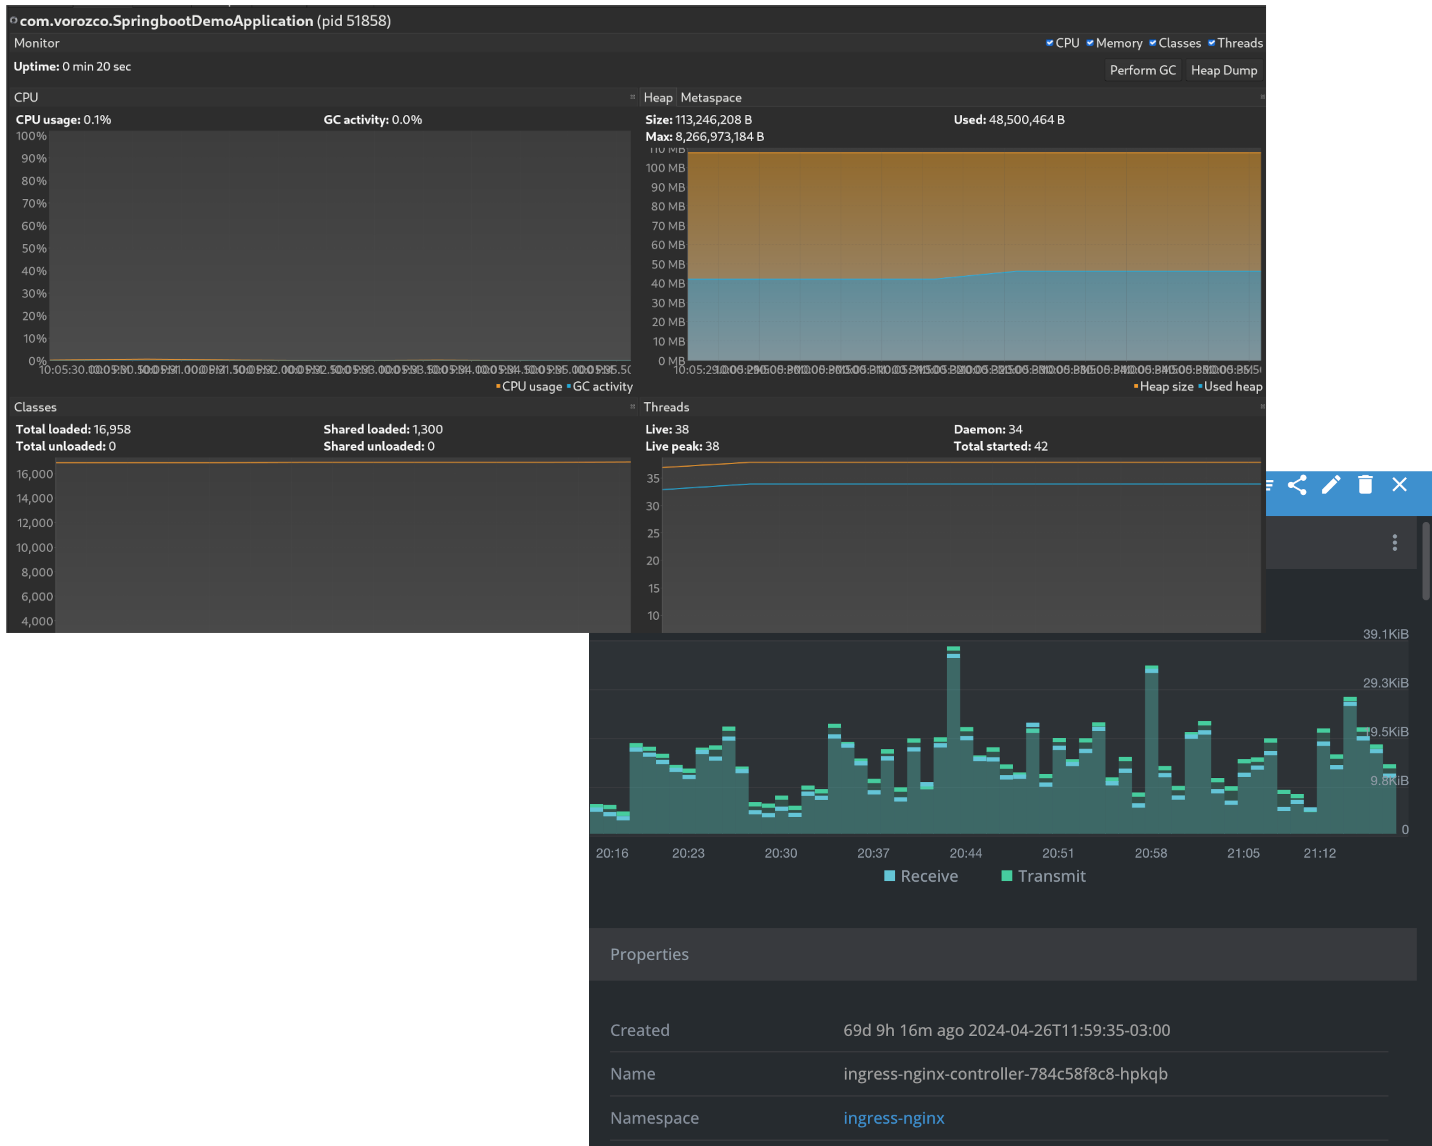 com.vorozco.SpringbootDemoApplication (pid 51858)
Monitor
CPU Memory Classes Threads
Uptime: 0 min 20 sec
Perform GC Heap Dump
CPU
CPU usage: 0.1% GC activity: 0.0%
100%
90%
80%
70%
60%
50%
40%
30%
20%
10%
0%
CPU usage GC activity
Heap Metaspace
Size: 113,246,208 B Used: 48,500,464 B
Max: 8,266,973,184 B
110 MB
100 MB
90 MB
80 MB
70 MB
60 MB
50 MB
40 MB
30 MB
20 MB
10 MB
0 MB
Heap size Used heap
Classes
Total loaded: 16,958 Shared loaded: 1,300
Total unloaded: 0 Shared unloaded: 0
16,000
14,000
12,000
10,000
8,000
6,000
4,000
Threads
Live: 38 Daemon: 34
Live peak: 38 Total started: 42
35
30
25
20
15
10
39.1KiB
29.3KiB
19.5KiB
9.8KiB
0
20:16 20:23 20:30 20:37 20:44 20:51 20:58 21:05 21:12
Receive Transmit
Properties
Created 69d 9h 16m ago 2024-04-26T11:59:35-03:00
Name ingress-nginx-controller-784c58f8c8-hpkqb
Namespace ingress-nginx